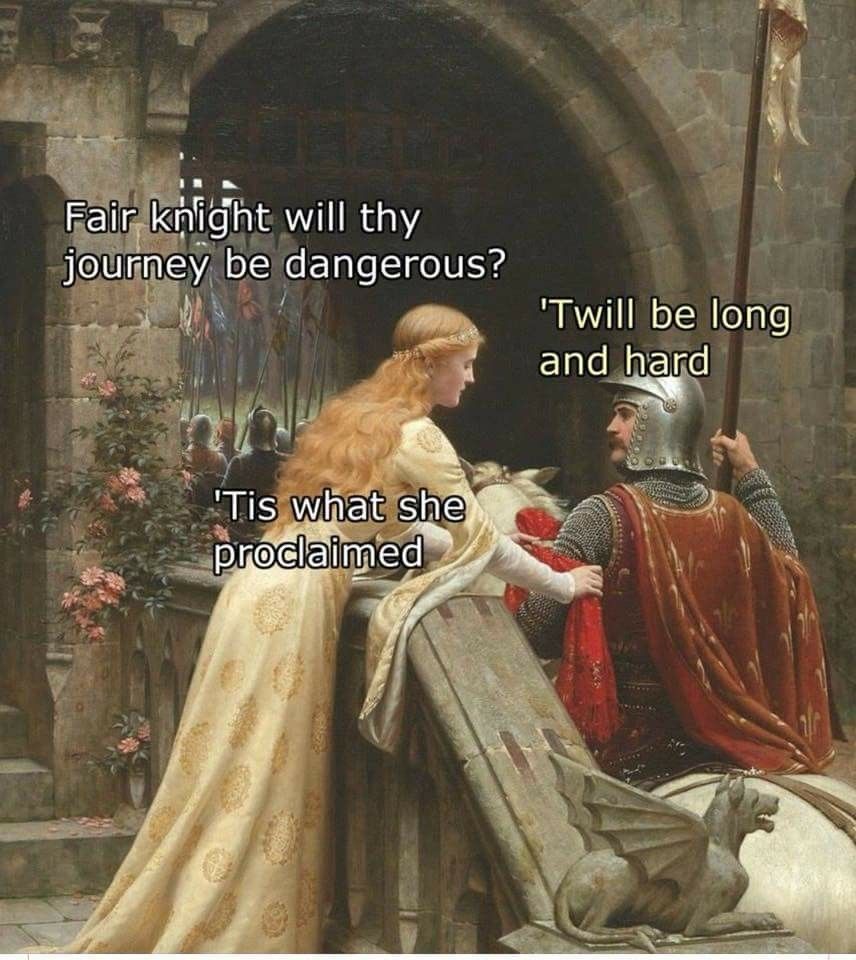 Fair knight will thy
journey be dangerous?
'Twill be long
and hard
'Tis what she
proclaimed